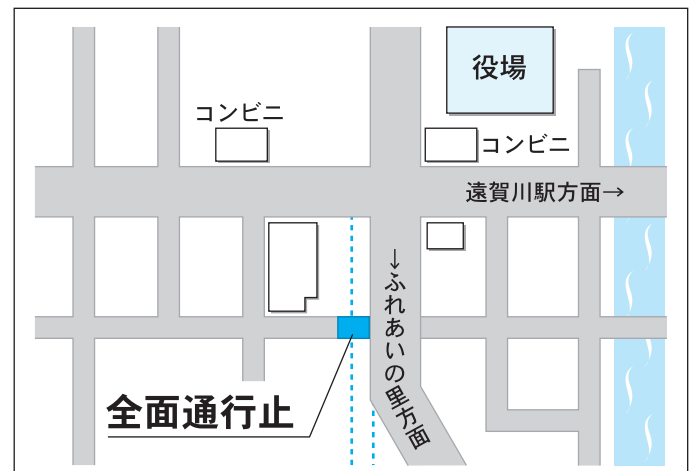 役場
コンビニ
コンビニ
遠賀川駅方面→
→ふれあいの里方面
全面通行止